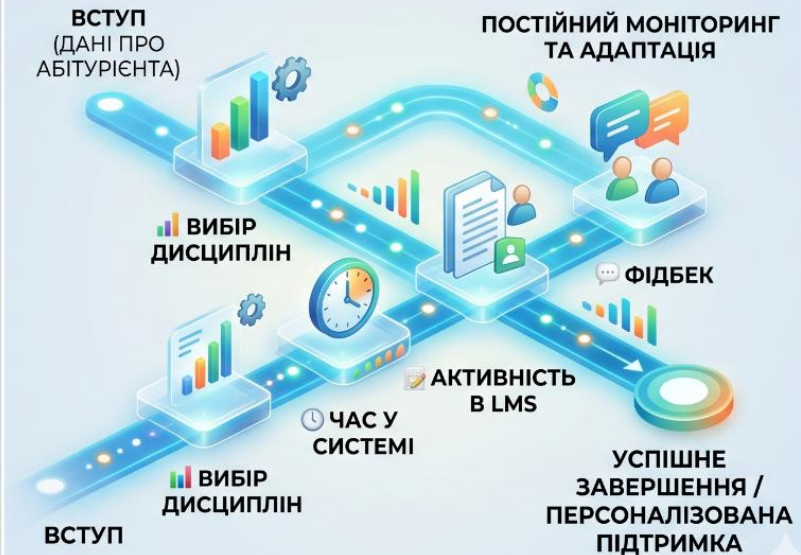 ВСТУП
(ДАНІ ПРО
АБІТУРІЄНТА)
ПОСТІЙНИЙ МОНІТОРИНГ
ТА АДАПТАЦІЯ
ВИБІР
ДИСЦИПЛІН
ФІДБЕК
АКТИВНІСТЬ
В LMS
ЧАС У
СИСТЕМІ
ВИБІР
ДИСЦИПЛІН
ВСТУП
УСПІШНЕ
ЗАВЕРШЕННЯ /
ПЕРСОНАЛІЗОВАНА
ПІДТРИМКА